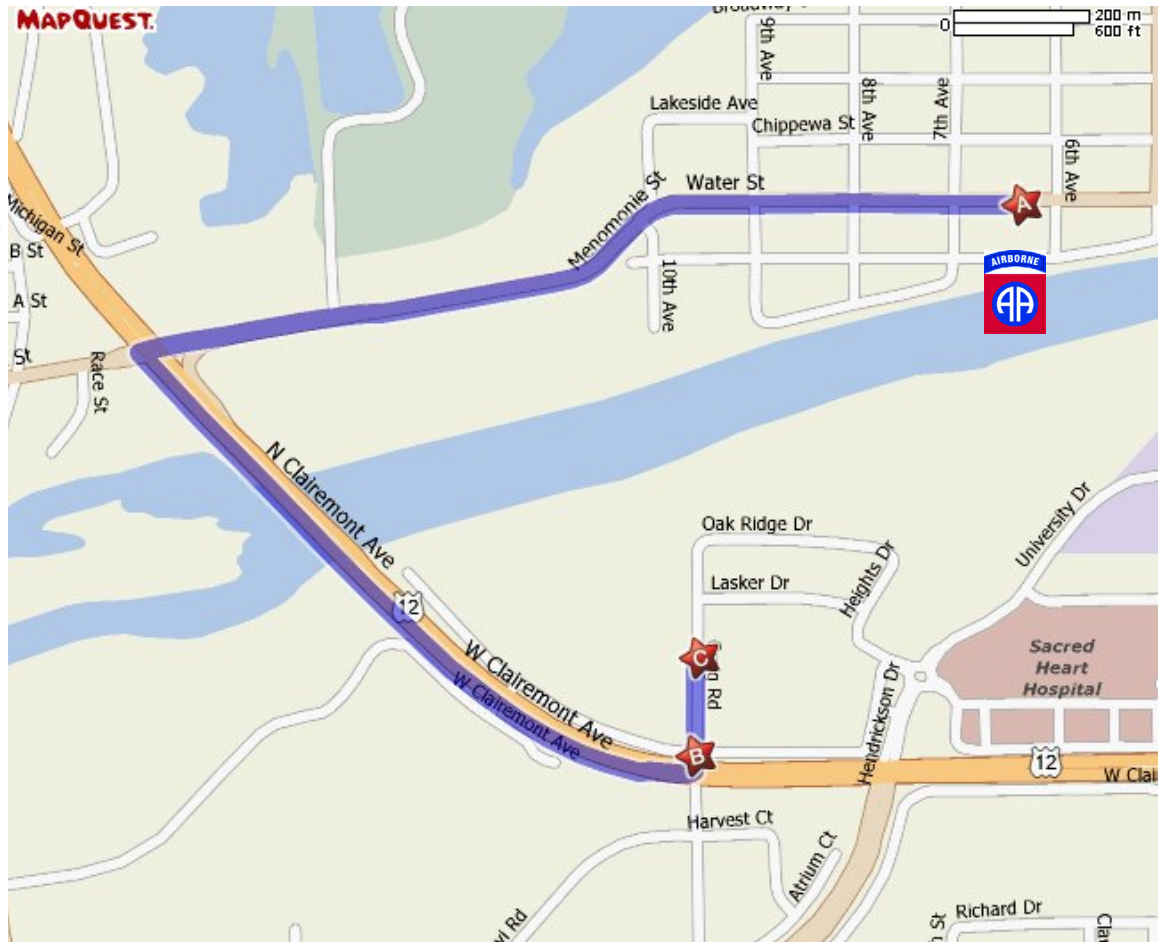 MAPQUEST.
0
200 m
600 ft
9th Ave
8th Ave
7th Ave
6th Ave
Lakeside Ave
Chippewa St
Water St
A
Menomonie St
10th Ave
AIRBORNE
AA
Michigan St
B St
A St
St
Race St
N Clairemont Ave
12
W Clairemont Ave
W Clairemont Ave
Oak Ridge Dr
Lasker Dr
Heights Dr
University Dr
C
Rd
B
Sacred
Heart
Hospital
Hendrickson Dr
12
W Clai
Harvest Ct
Atrium Ct
Rd
St
Richard Dr